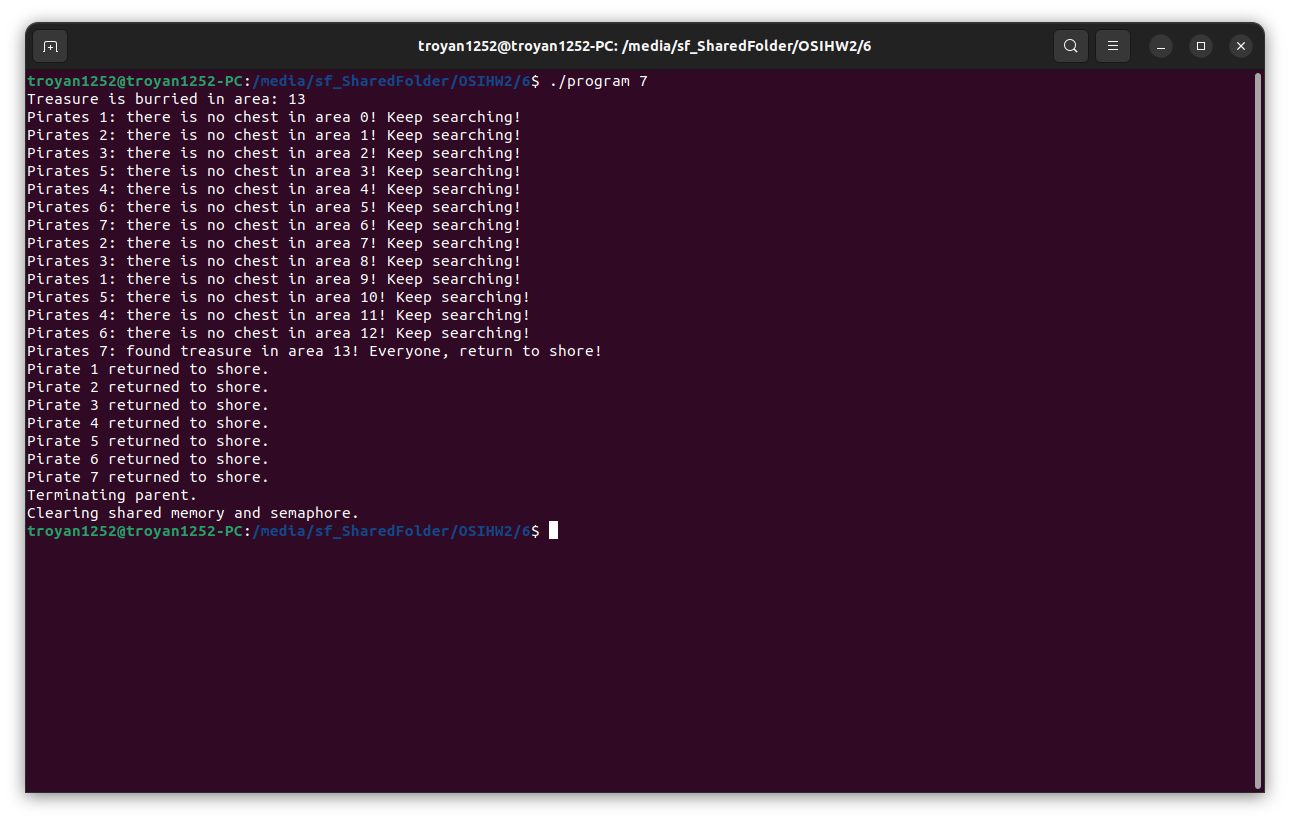 troyan1252@troyan1252-PC: /media/sf_SharedFolder/OSIHW2/6
troyan1252@troyan1252-PC:/media/sf_SharedFolder/OSIHW2/6$ ./program 7
Treasure is burried in area: 13
Pirates 1: there is no chest in area 0! Keep searching!
Pirates 2: there is no chest in area 1! Keep searching!
Pirates 3: there is no chest in area 2! Keep searching!
Pirates 5: there is no chest in area 3! Keep searching!
Pirates 4: there is no chest in area 4! Keep searching!
Pirates 6: there is no chest in area 5! Keep searching!
Pirates 7: there is no chest in area 6! Keep searching!
Pirates 2: there is no chest in area 7! Keep searching!
Pirates 3: there is no chest in area 8! Keep searching!
Pirates 1: there is no chest in area 9! Keep searching!
Pirates 5: there is no chest in area 10! Keep searching!
Pirates 4: there is no chest in area 11! Keep searching!
Pirates 6: there is no chest in area 12! Keep searching!
Pirates 7: found treasure in area 13! Everyone, return to shore!
Pirate 1 returned to shore.
Pirate 2 returned to shore.
Pirate 3 returned to shore.
Pirate 4 returned to shore.
Pirate 5 returned to shore.
Pirate 6 returned to shore.
Pirate 7 returned to shore.
Terminating parent.
Clearing shared memory and semaphore.
troyan1252@troyan1252-PC:/media/sf_SharedFolder/OSIHW2/6$